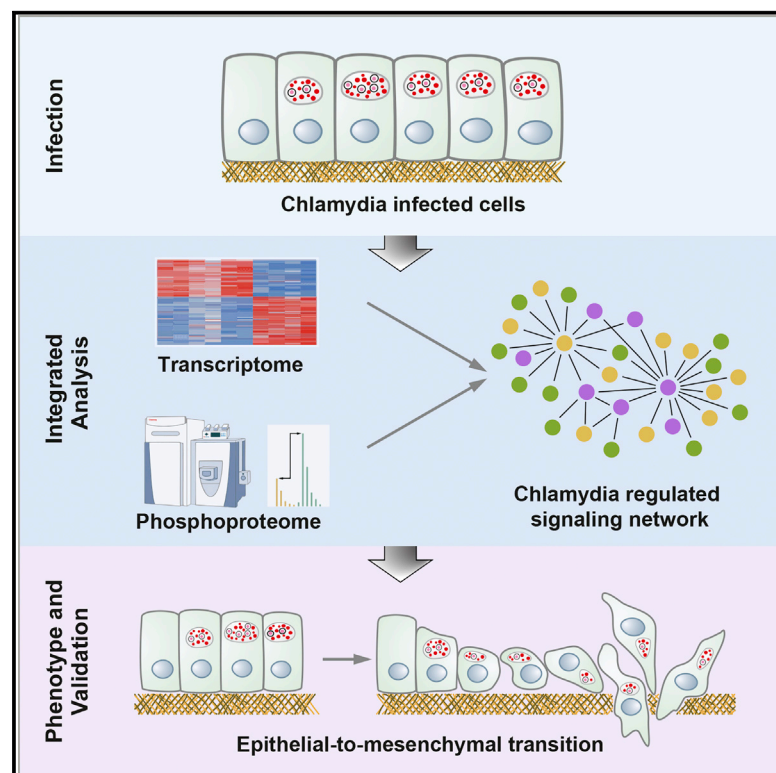 Infection
Chlamydia infected cells
Integrated
Analysis
Transcriptome
Phosphoproteome
Chlamydia regulated
signaling network
Phenotype and
Validation
Epithelial-to-mesenchymal transition